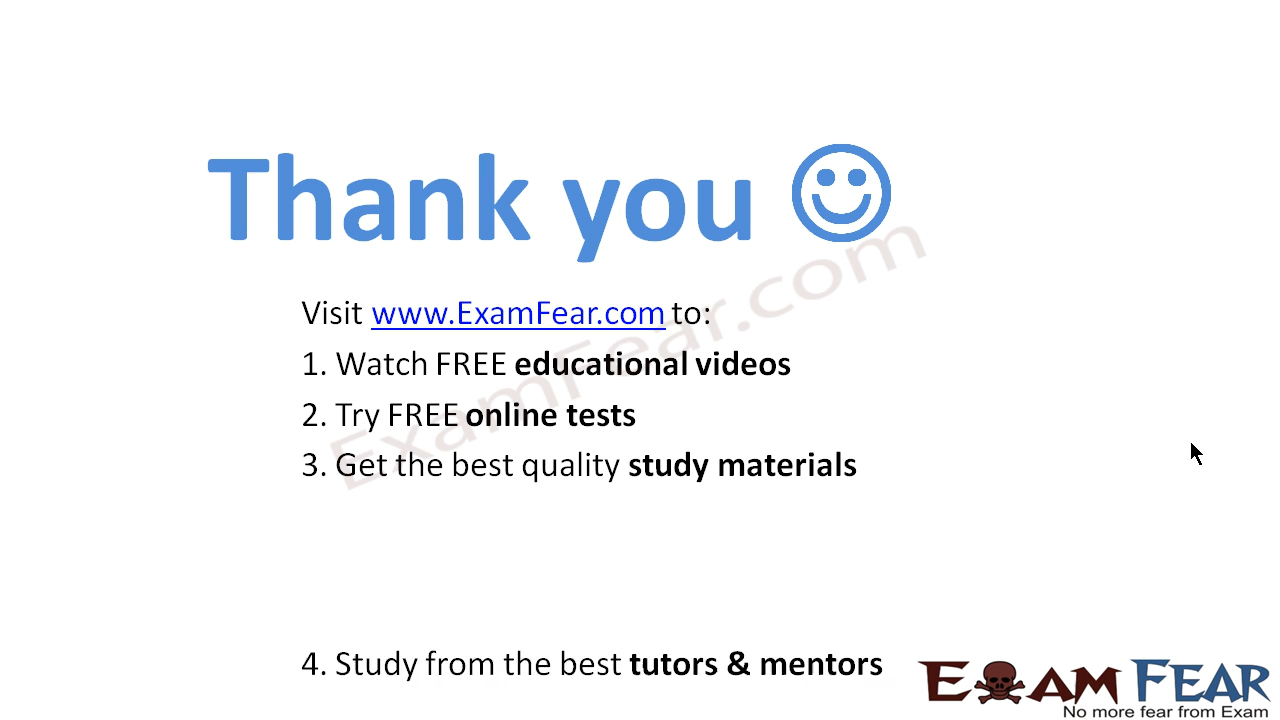 Thank you
Visit www.ExamFear.com to:
1. Watch FREE educational videos
2. Try FREE online tests
3. Get the best quality study materials
4. Study from the best tutors & mentors
ExamFear.com
EXAM FEAR
No more fear from Exam